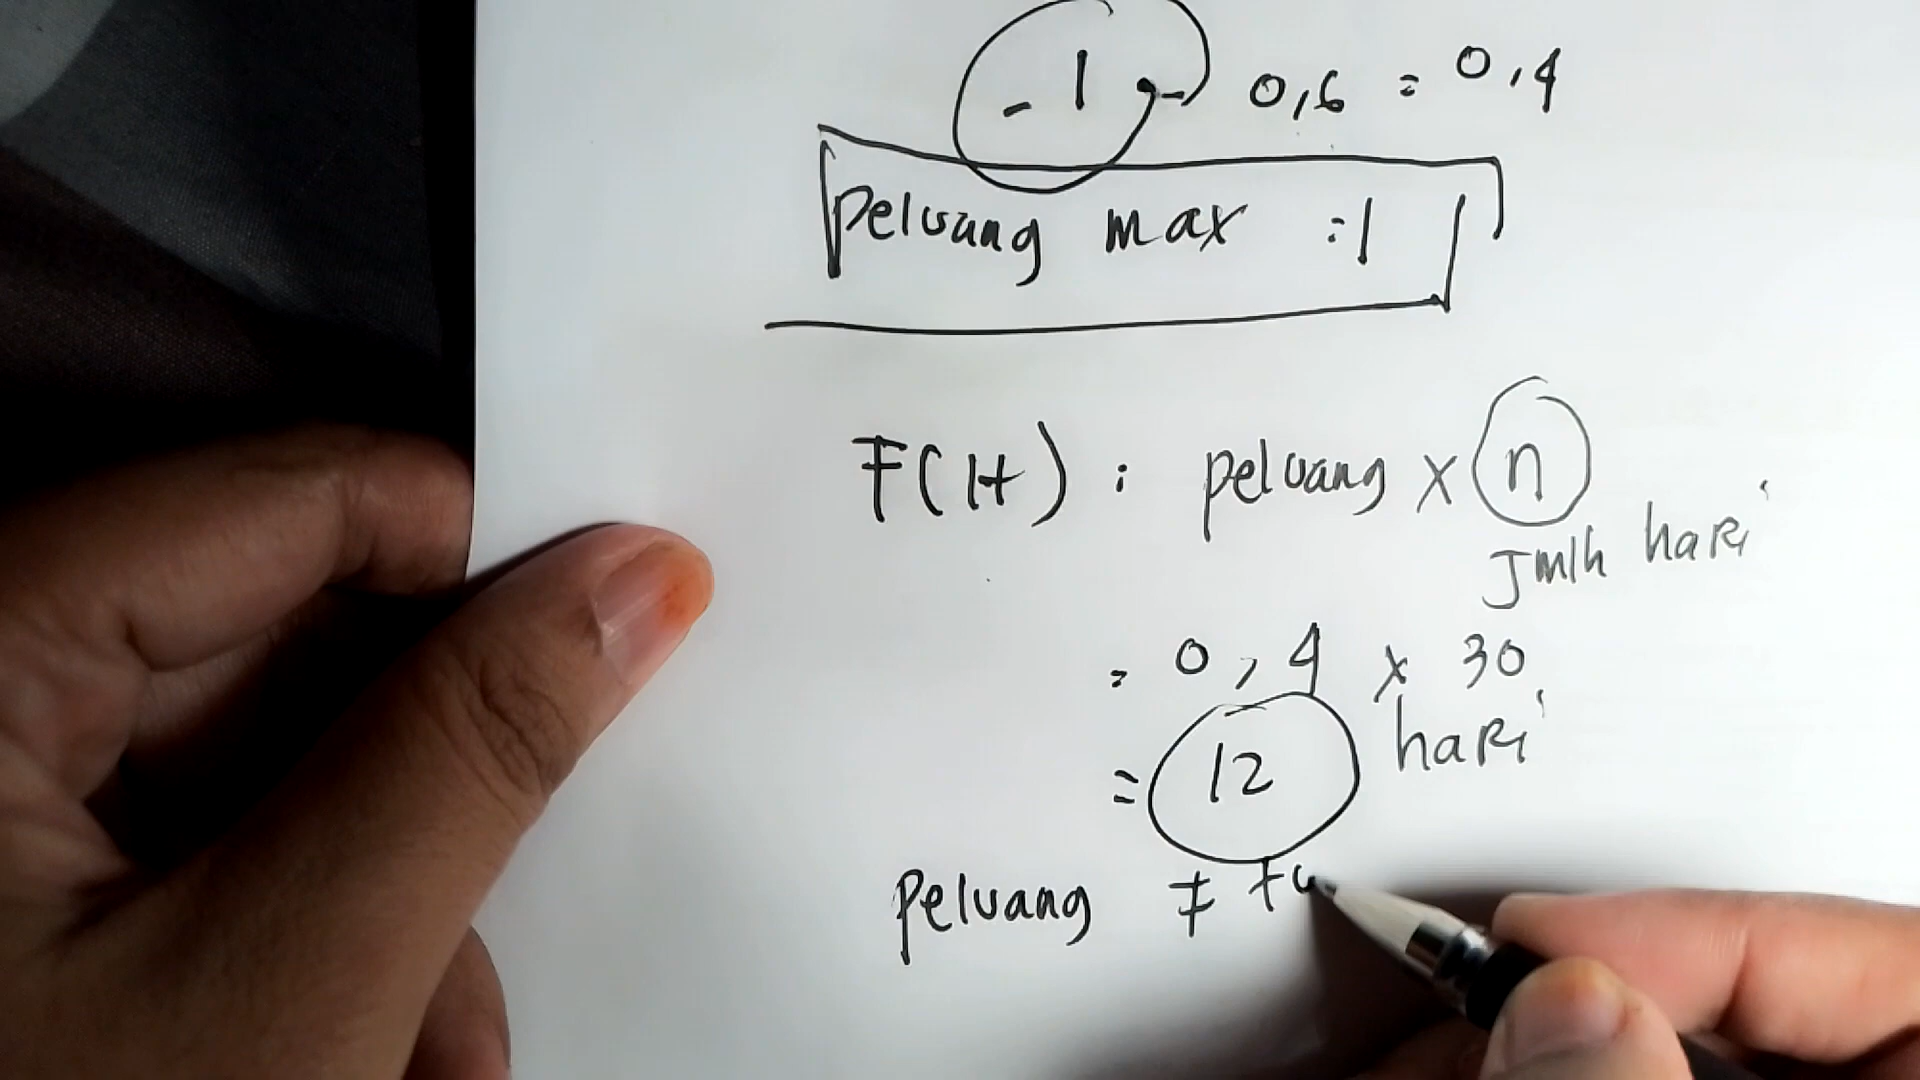 - 1 - 0,6 = 0,4
Peluang max : 1
F(H) : peluang x n
Jmlh hari
= 0,4 x 30
hari
= 12
Peluang ≠